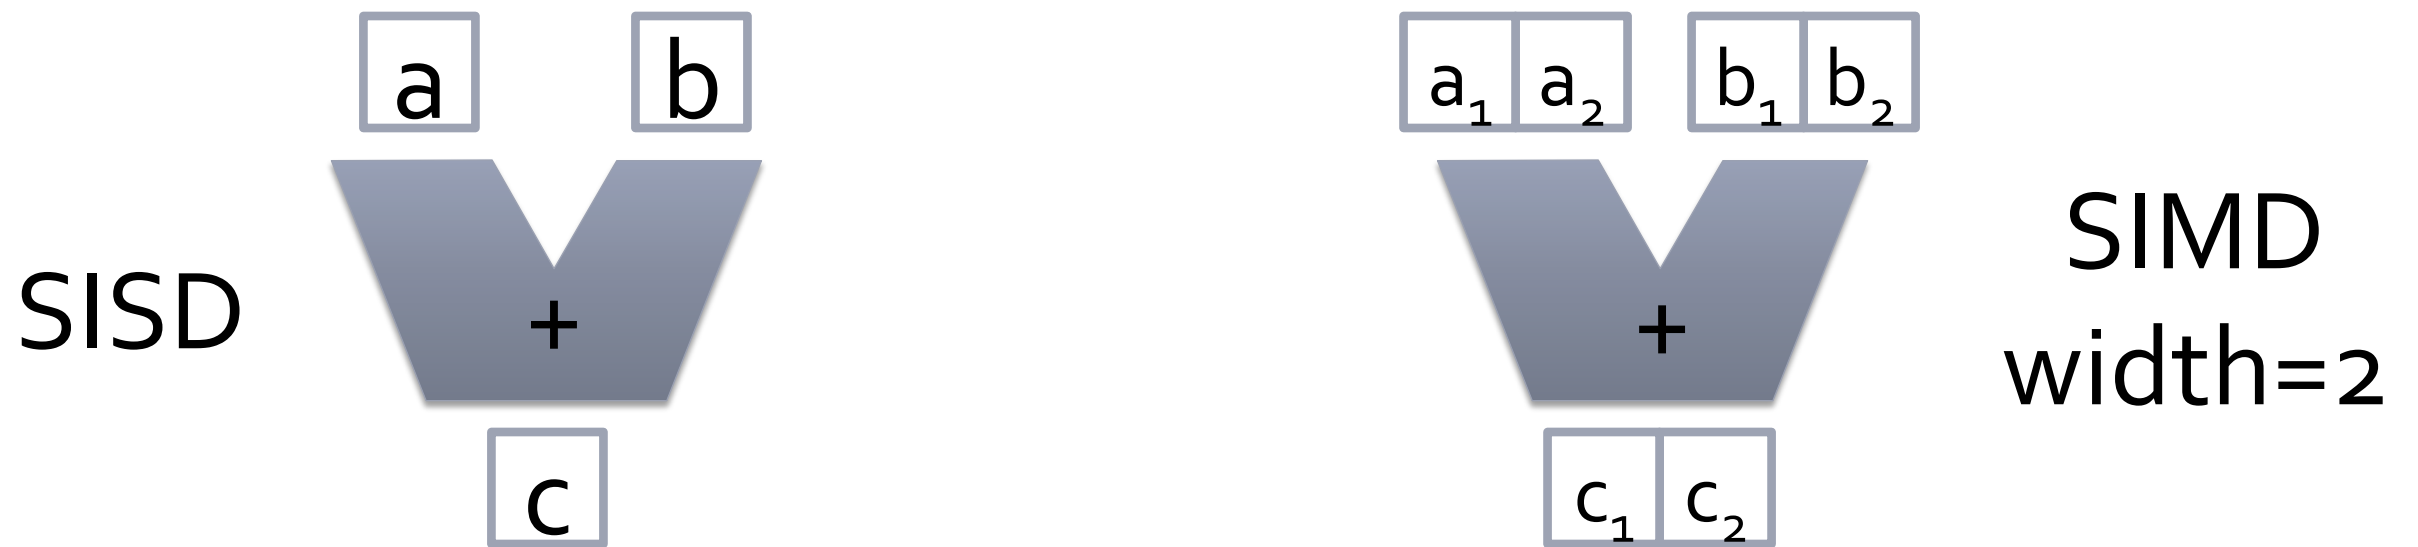 a b
a₁ a₂ b₁ b₂
SISD
+
+
SIMD
width=2
c
c₁ c₂